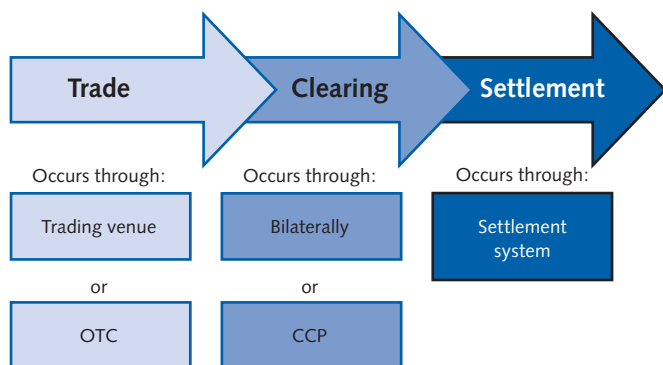 Trade
Clearing
Settlement
Occurs through:
Occurs through:
Occurs through:
Trading venue
Bilaterally
Settlement
system
or
or
OTC
CCP